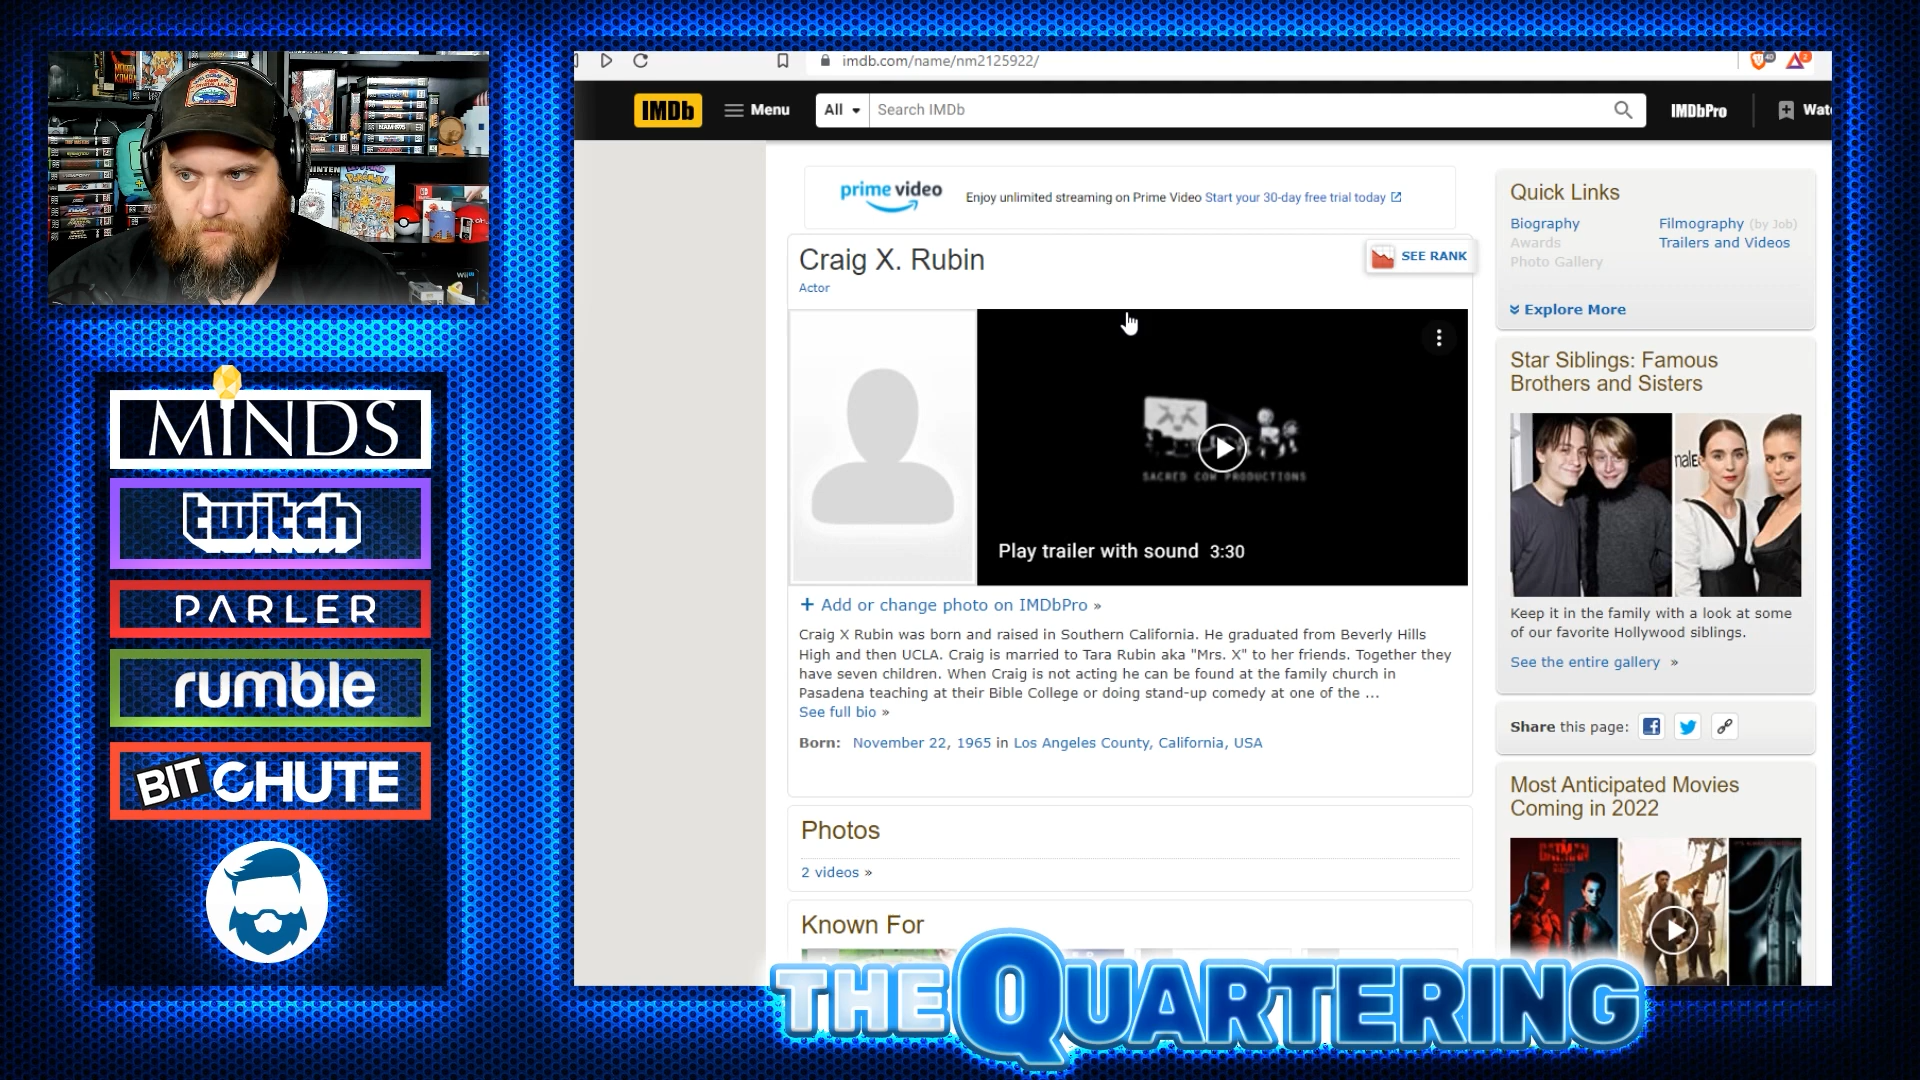 imdb.com/name/nm2125922/
IMDb
Menu
All
Search IMDb
IMDbPro
Wat
prime video
Enjoy unlimited streaming on Prime Video Start your 30-day free trial today
Craig X. Rubin
SEE RANK
Actor
SACRED COW PRODUCTIONS
Play trailer with sound 3:30
+ Add or change photo on IMDbPro »
Craig X Rubin was born and raised in Southern California. He graduated from Beverly Hills
High and then UCLA. Craig is married to Tara Rubin aka "Mrs. X" to her friends. Together they
have seven children. When Craig is not acting he can be found at the family church in
Pasadena teaching at their Bible College or doing stand-up comedy at one of the ...
See full bio »
Born: November 22, 1965 in Los Angeles County, California, USA
Photos
2 videos »
Known For
Quick Links
Biography
Filmography (by Job)
Awards
Trailers and Videos
Photo Gallery
Explore More
Star Siblings: Famous
Brothers and Sisters
Keep it in the family with a look at some
of our favorite Hollywood siblings.
See the entire gallery »
Share this page:
Most Anticipated Movies
Coming in 2022
BATMAN
MINDS
twitch
PARLER
rumble
BITCHUTE
THE QUARTERING